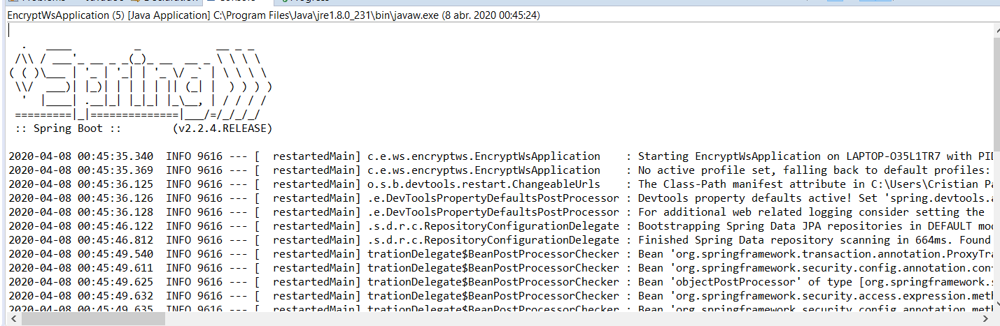 Console
Progress
EncryptWsApplication (5) [Java Application] C:\Program Files\Java\jre1.8.0_231\bin\javaw.exe (8 abr. 2020 00:45:24)
  .   ____          _            __ _ _
 /\\ / ___'_ __ _ _(_)_ __  __ _ \ \ \ \
( ( )\___ | '_ | '_| | '_ \/ _` | \ \ \ \
 \\/  ___)| |_)| | | | | || (_| |  ) ) ) )
  '  |____| .__|_| |_|_| |_\__, | / / / /
 =========|_|==============|___/=/_/_/_/
 :: Spring Boot ::        (v2.2.4.RELEASE)
2020-04-08 00:45:35.340  INFO 9616 --- [  restartedMain] c.e.ws.encryptws.EncryptWsApplication    : Starting EncryptWsApplication on LAPTOP-O35L1TR7 with PID
2020-04-08 00:45:35.369  INFO 9616 --- [  restartedMain] c.e.ws.encryptws.EncryptWsApplication    : No active profile set, falling back to default profiles:
2020-04-08 00:45:36.125  INFO 9616 --- [  restartedMain] o.s.b.devtools.restart.ChangeableUrls    : The Class-Path manifest attribute in C:\Users\Cristian Pa
2020-04-08 00:45:36.126  INFO 9616 --- [  restartedMain] .e.DevToolsPropertyDefaultsPostProcessor : Devtools property defaults active! Set 'spring.devtools.a
2020-04-08 00:45:36.128  INFO 9616 --- [  restartedMain] .e.DevToolsPropertyDefaultsPostProcessor : For additional web related logging consider setting the
2020-04-08 00:45:46.122  INFO 9616 --- [  restartedMain] .s.d.r.c.RepositoryConfigurationDelegate : Bootstrapping Spring Data JPA repositories in DEFAULT mod
2020-04-08 00:45:46.812  INFO 9616 --- [  restartedMain] .s.d.r.c.RepositoryConfigurationDelegate : Finished Spring Data repository scanning in 664ms. Found
2020-04-08 00:45:49.540  INFO 9616 --- [  restartedMain] trationDelegate$BeanPostProcessorChecker : Bean 'org.springframework.transaction.annotation.ProxyTra
2020-04-08 00:45:49.611  INFO 9616 --- [  restartedMain] trationDelegate$BeanPostProcessorChecker : Bean 'org.springframework.security.config.annotation.con
2020-04-08 00:45:49.625  INFO 9616 --- [  restartedMain] trationDelegate$BeanPostProcessorChecker : Bean 'objectPostProcessor' of type [org.springframework.s
2020-04-08 00:45:49.632  INFO 9616 --- [  restartedMain] trationDelegate$BeanPostProcessorChecker : Bean 'org.springframework.security.access.expression.met
2020-04-08 00:45:49.635  INFO 9616 --- [  restartedMain] trationDelegate$BeanPostProcessorChecker : Bean 'org.springframework.security.config.annotation.met